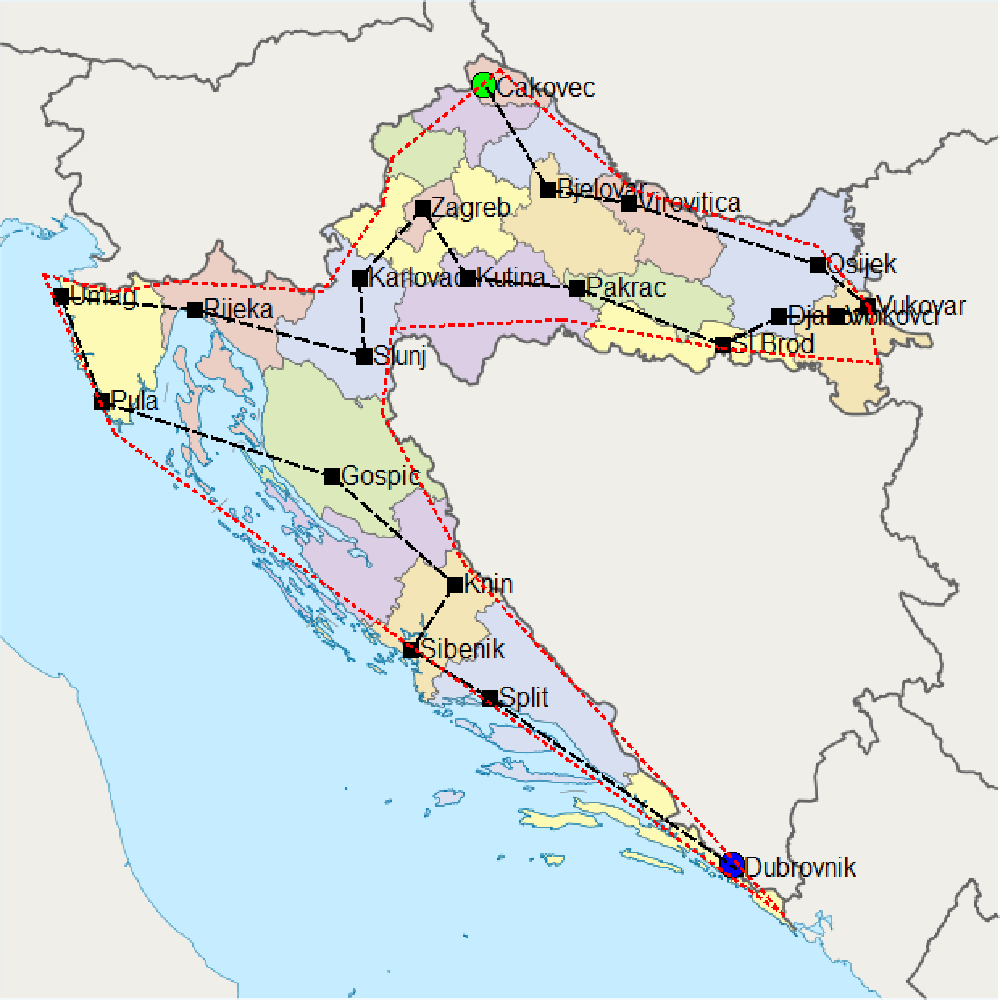 Cakovec
Bjelovar
Virovitica
Zagreb
Osijek
Karlovac
Kutina
Pakrac
Umag
Rijeka
Vukovar
Djakovo
Vinkovci
Sl.Brod
Slunj
Pula
Gospic
Knin
Sibenik
Split
Dubrovnik